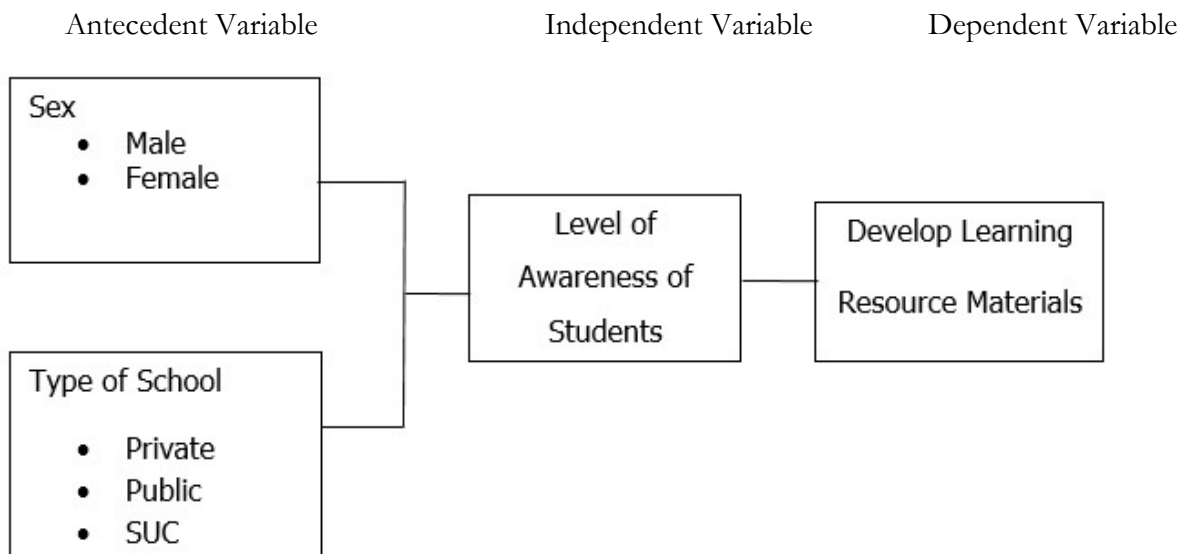 Antecedent Variable
Independent Variable
Dependent Variable
Sex
• Male
• Female
Type of School
• Private
• Public
• SUC
Level of
Awareness of
Students
Develop Learning
Resource Materials